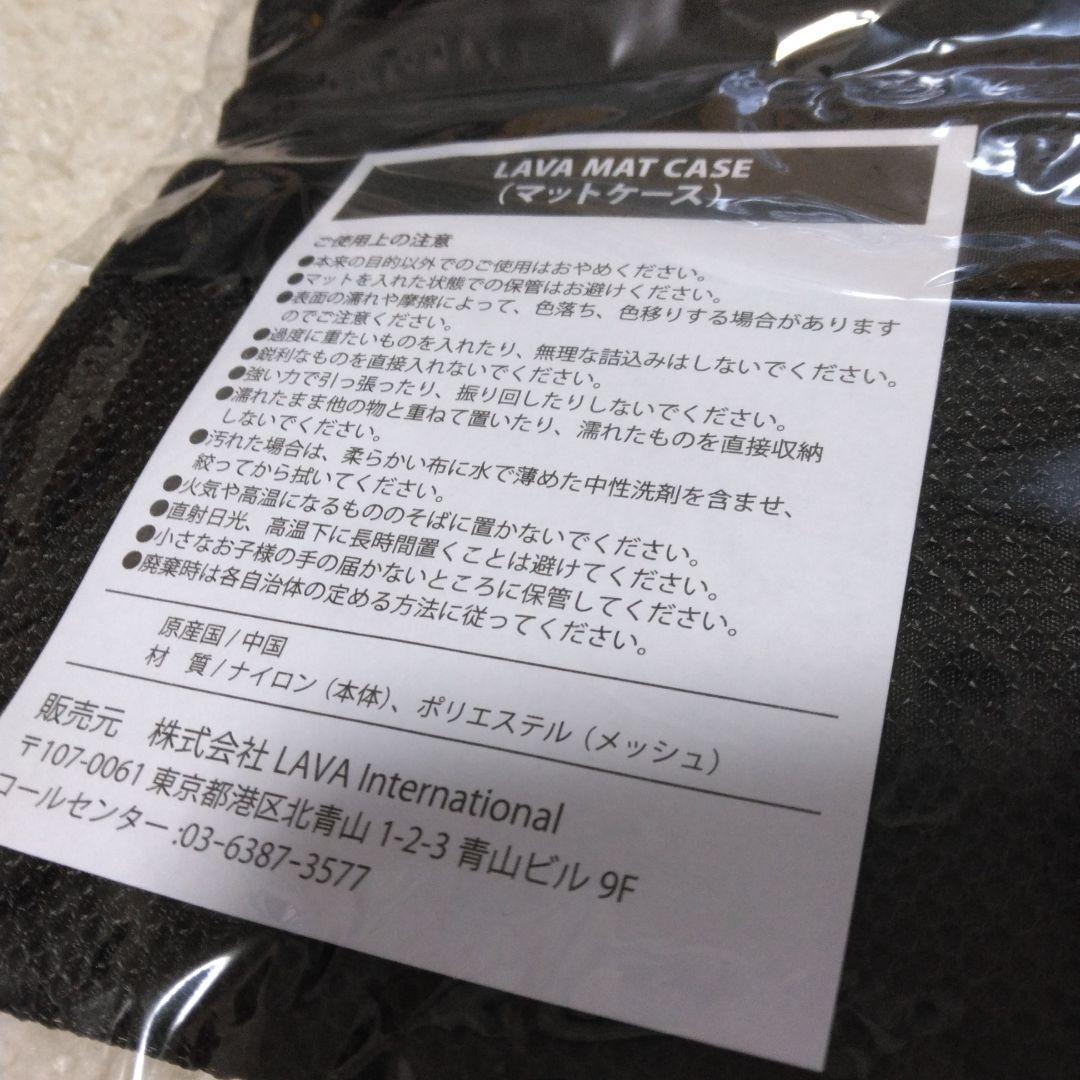 LAVA MAT CASE
（マットケース）
ご使用上の注意
●本来の目的以外でのご使用はおやめください。
●マットを入れた状態での保管はお避けください。
●表面の濡れや摩擦によって、色落ち、色移りする場合があります
のでご注意ください。
●過度に重たいものを入れたり、無理な詰込みはしないでください。
●鋭利なものを直接入れないでください。
●強い力で引っ張ったり、振り回したりしないでください。
●濡れたまま他の物と重ねて置いたり、濡れたものを直接収納
しないでください。
●汚れた場合は、柔らかい布に水で薄めた中性洗剤を含ませ、
絞ってから拭いてください。
●火気や高温になるもののそばに置かないでください。
●直射日光、高温下に長時間置くことは避けてください。
●小さなお子様の手の届かないところに保管してください。
●廃棄時は各自治体の定める方法に従ってください。
原産国/中国
材　質/ナイロン（本体）、ポリエステル（メッシュ）
販売元　株式会社 LAVA International
〒107-0061 東京都港区北青山 1-2-3 青山ビル 9F
コールセンター:03-6387-3577